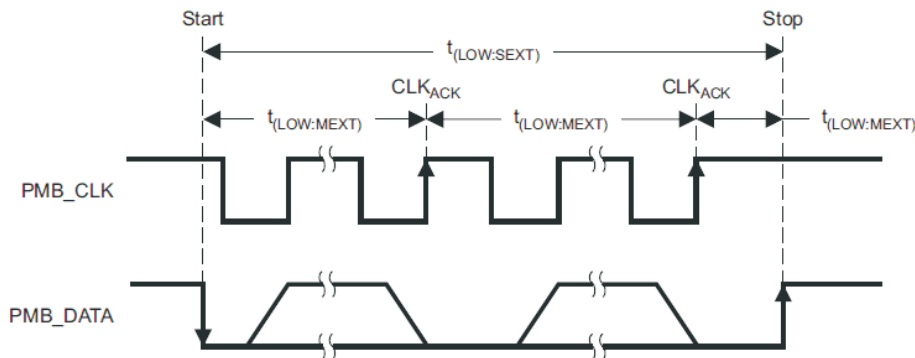 Start Stop
t(LOW:SEXT)
CLKACK CLKACK
t(LOW:MEXT) t(LOW:MEXT) t(LOW:MEXT)
PMB_CLK
PMB_DATA